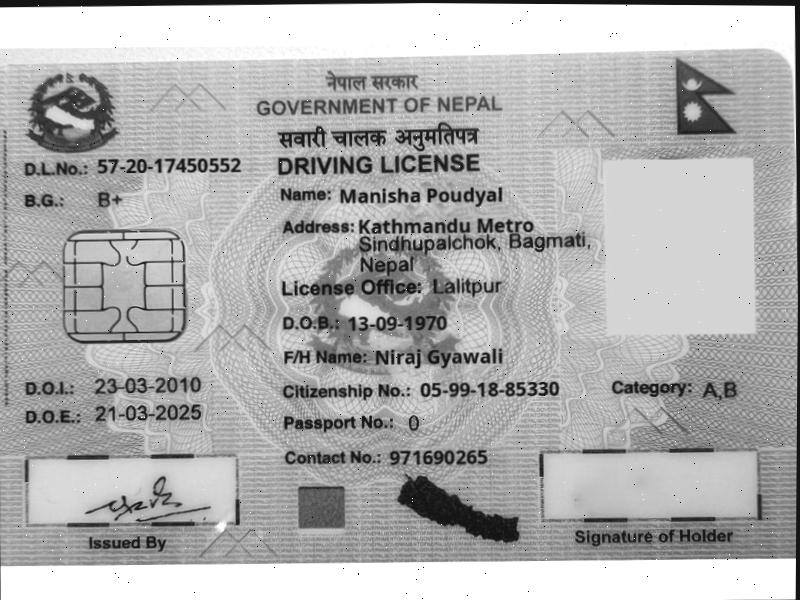 नेपाल सरकार
GOVERNMENT OF NEPAL
सवारी चालक अनुमतिपत्र
DRIVING LICENSE
D.L.No.: 57-20-17450552
B.G.: B+
Name: Manisha Poudyal
Address: Kathmandu Metro
Sindhupalchok, Bagmati,
Nepal
License Office: Lalitpur
D.O.B.: 13-09-1970
F/H Name: Niraj Gyawali
D.O.I.: 23-03-2010
Citizenship No.: 05-99-18-85330
Category: A,B
D.O.E.: 21-03-2025
Passport No.: 0
Contact No.: 971690265
Issued By
Signature of Holder